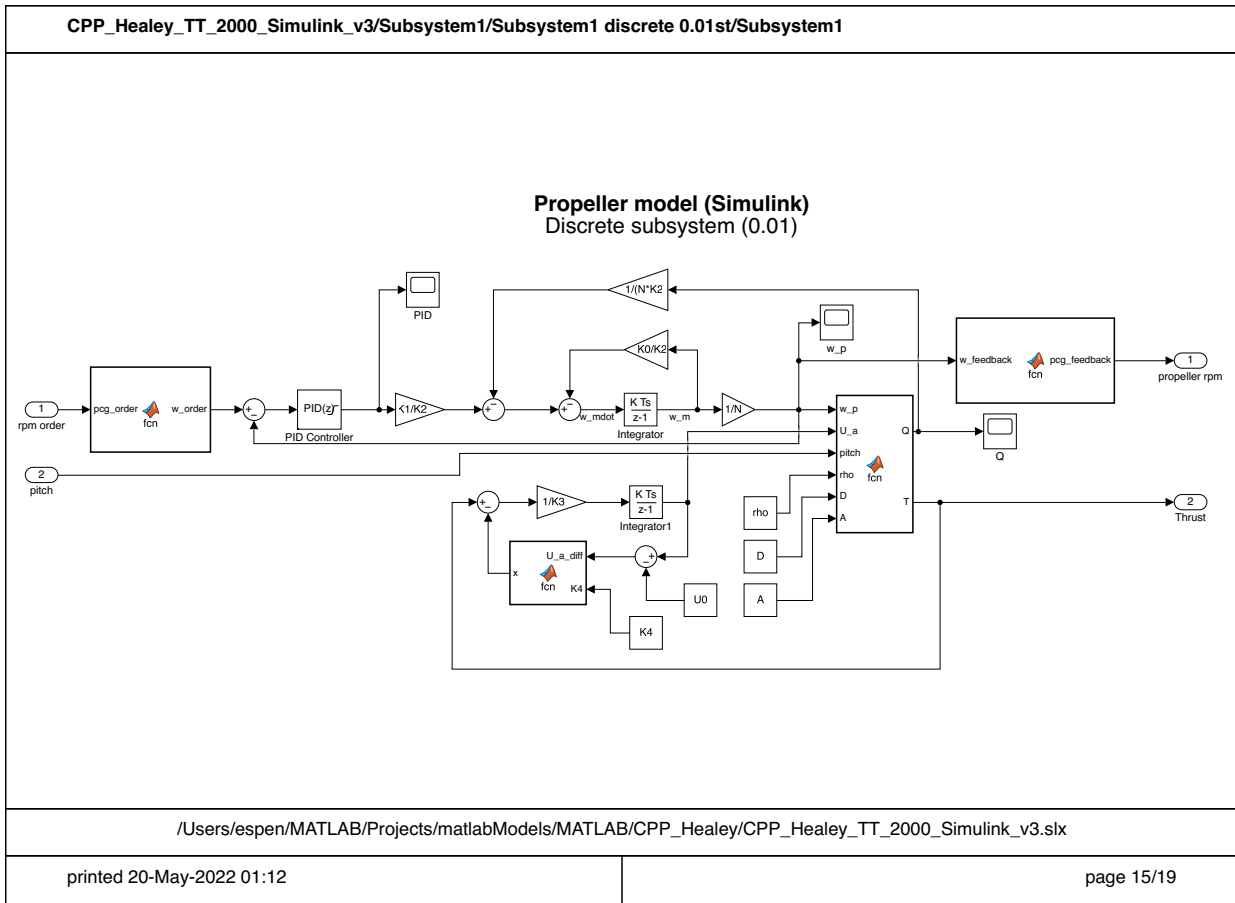 CPP_Healey_TT_2000_Simulink_v3/Subsystem1/Subsystem1 discrete 0.01st/Subsystem1
Propeller model (Simulink)
Discrete subsystem (0.01)
1/(N*K2
PID
K0/K2
w_p
w_feedback
fcn
pcg_feedback
1
propeller rpm
1
rpm order
pcg_order
fcn
w_order
+
−
PID(z)
PID Controller
1/K2
+
−
+
−
w_mdot
K Ts
z-1
Integrator
w_m
1/N
w_p
U_a
pitch
rho
D
A
fcn
Q
T
Q
2
pitch
+
−
1/K3
K Ts
z-1
Integrator1
rho
2
Thrust
x
fcn
U_a_diff
K4
−
+
D
U0
A
K4
/Users/espen/MATLAB/Projects/matlabModels/MATLAB/CPP_Healey/CPP_Healey_TT_2000_Simulink_v3.slx
printed 20-May-2022 01:12
page 15/19